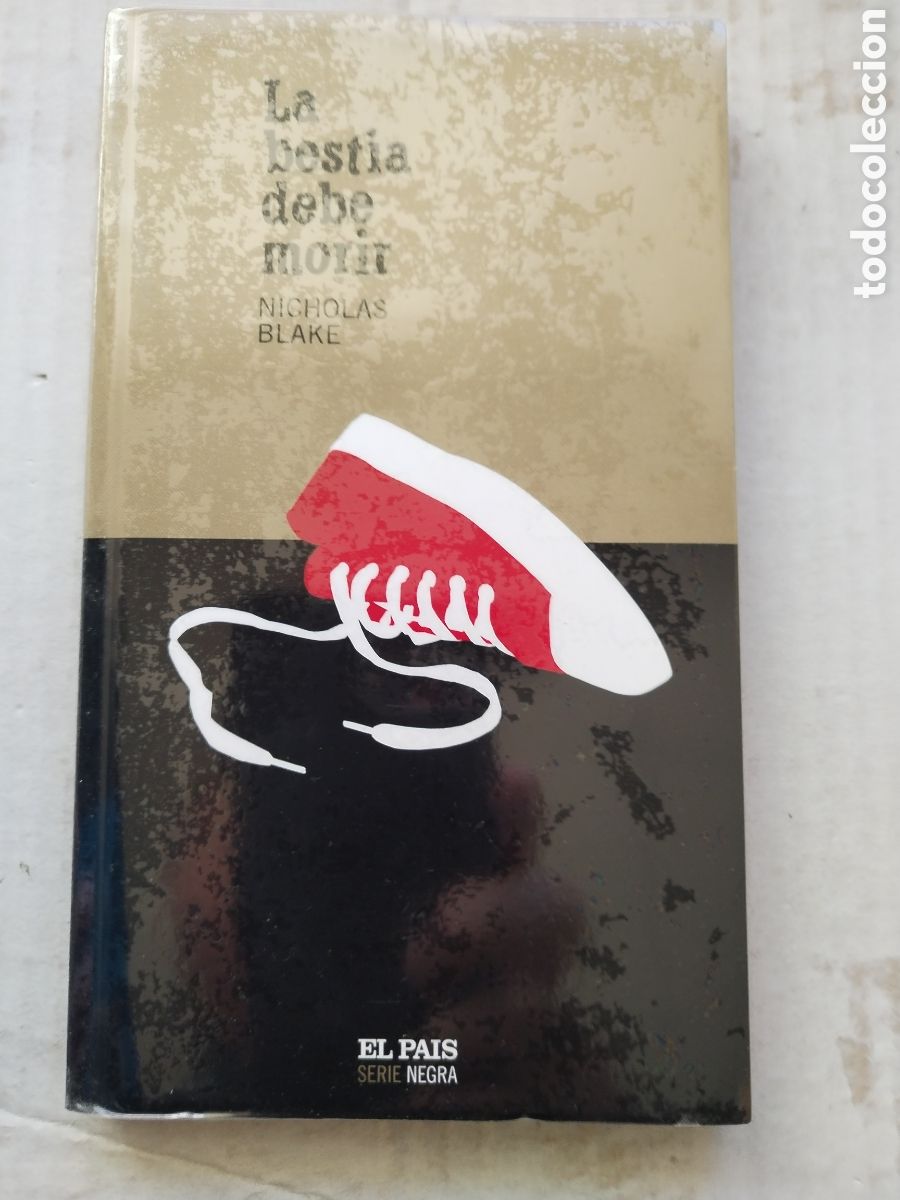 La
bestia
debe
morir
NICHOLAS
BLAKE
EL PAIS
SERIE NEGRA
todocoleccion